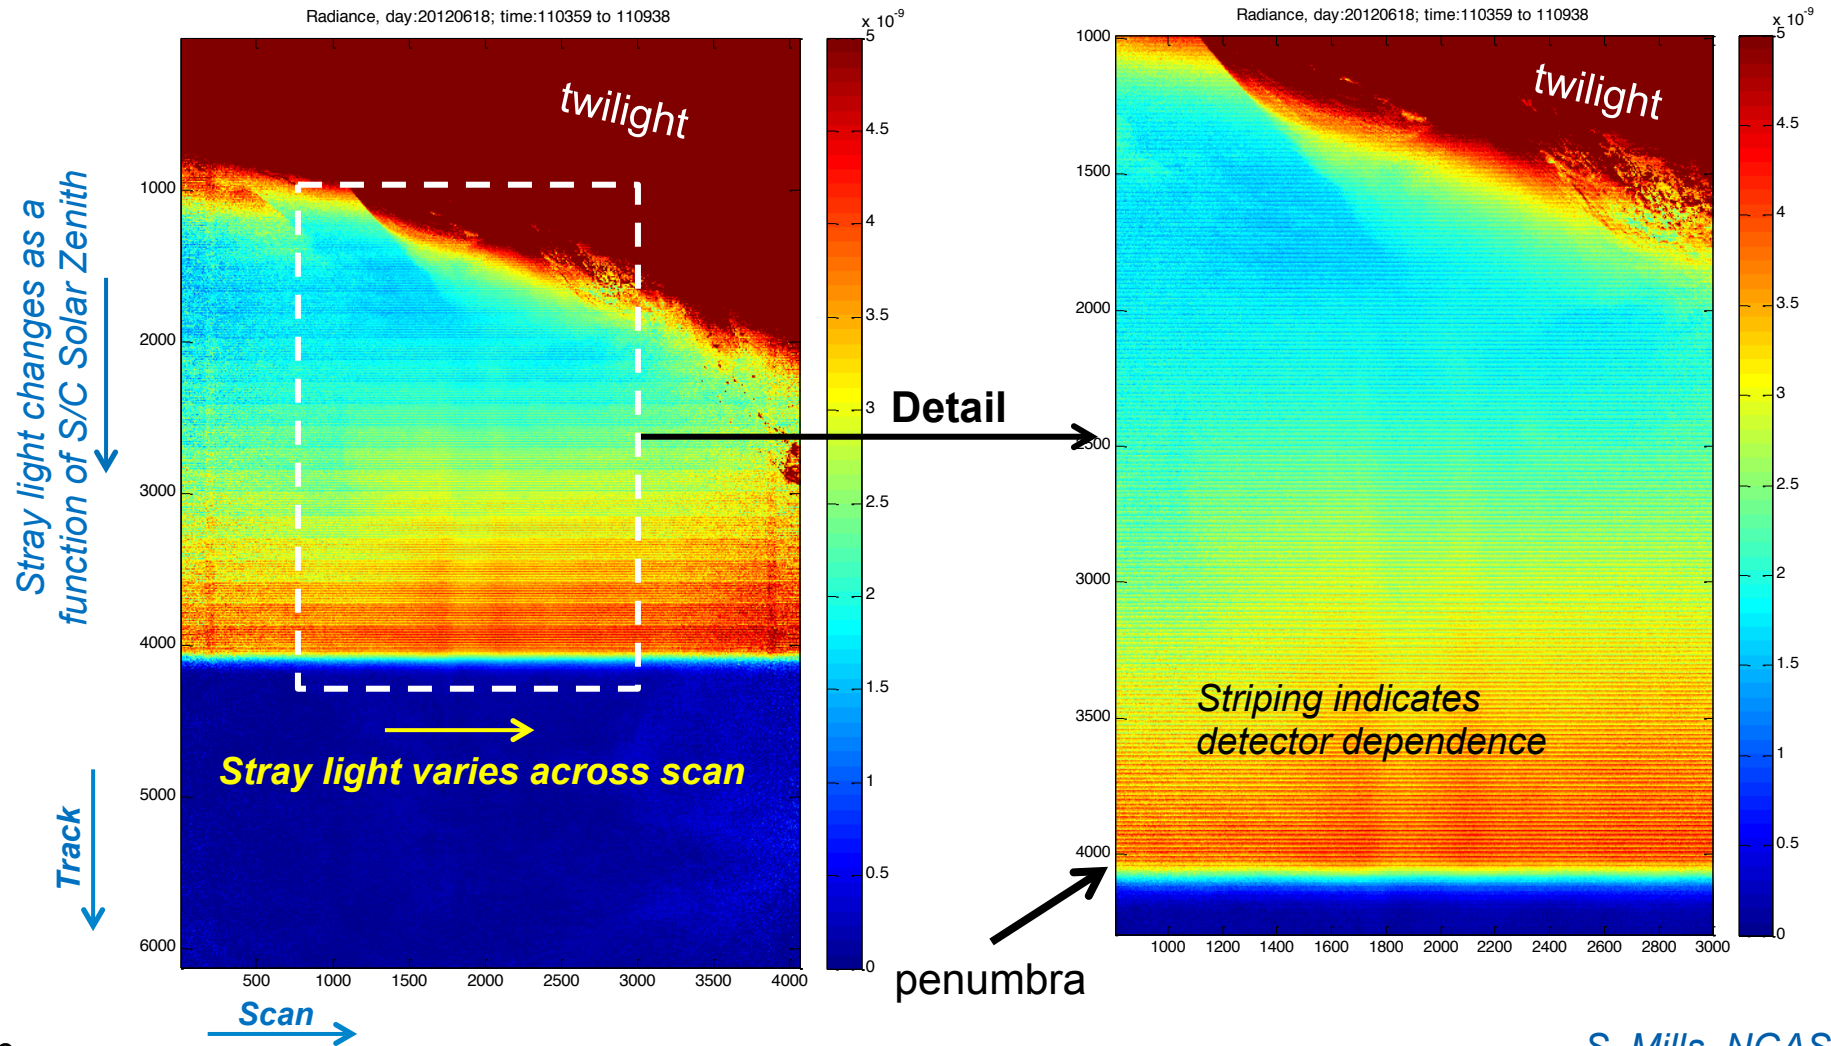 Radiance, day:20120618; time:110359 to 110938
x 10-9
twilight
5
4.5
4
3.5
3
2.5
2
1.5
1
0.5
0
1000
2000
3000
4000
5000
6000
500 1000 1500 2000 2500 3000 3500 4000
Stray light changes as a
function of S/C Solar Zenith
Track
Scan
Stray light varies across scan
Detail
Radiance, day:20120618; time:110359 to 110938
x 10-9
twilight
5
4.5
4
3.5
3
2.5
2
1.5
1
0.5
0
1000
1500
2000
2500
3000
3500
4000
1000 1200 1400 1600 1800 2000 2200 2400 2600 2800 3000
Striping indicates
detector dependence
penumbra
S. Mills, NGAS